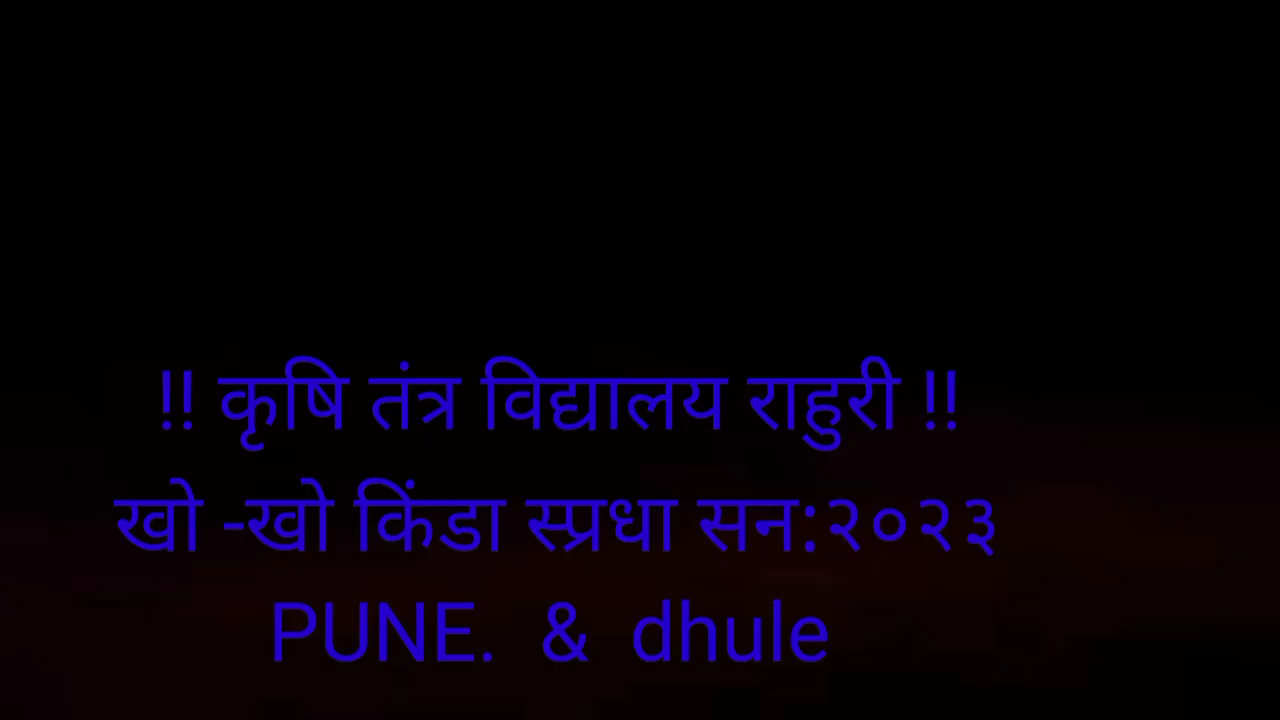 !! कृषि तंत्र विद्यालय राहुरी !!
खो -खो किंडा स्प्रधा सन:२०२३
PUNE. & dhule